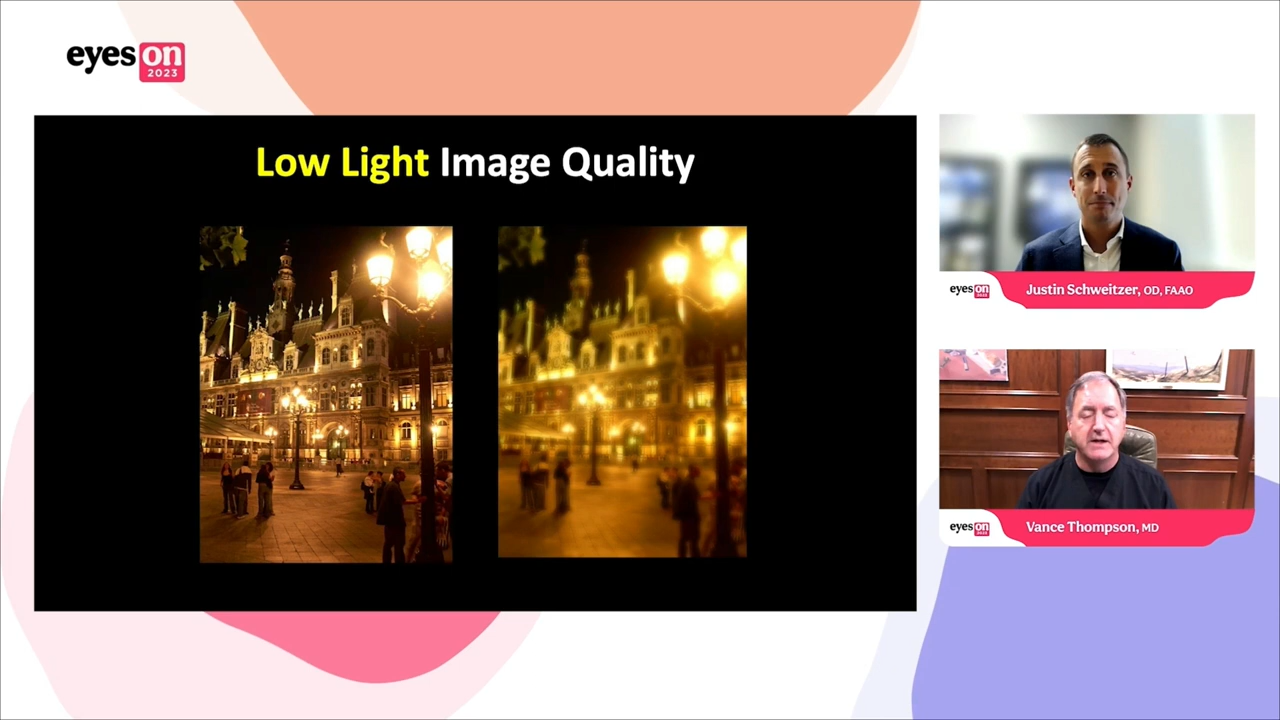 eyes on
2023
Low Light Image Quality
eyes on
Justin Schweitzer, OD, FAAO
eyes on
Vance Thompson, MD